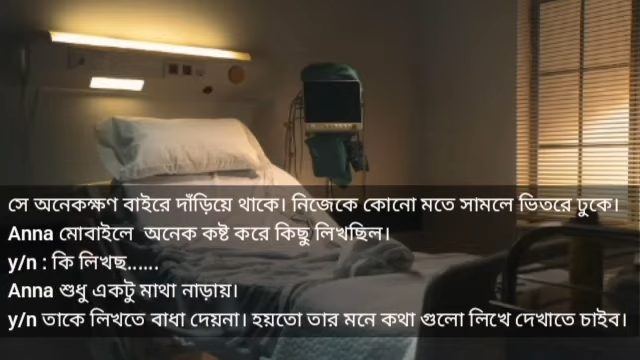 সে অনেকক্ষণ বাইরে দাঁড়িয়ে থাকে। নিজেকে কোনো মতে সামলে ভিতরে ঢুকে।
Anna মোবাইলে অনেক কষ্ট করে কিছু লিখছিল।
y/n : কি লিখছ......
Anna শুধু একটু মাথা নাড়ায়।
y/n তাকে লিখতে বাধা দেয়না। হয়তো তার মনে কথা গুলো লিখে দেখাতে চাইব।